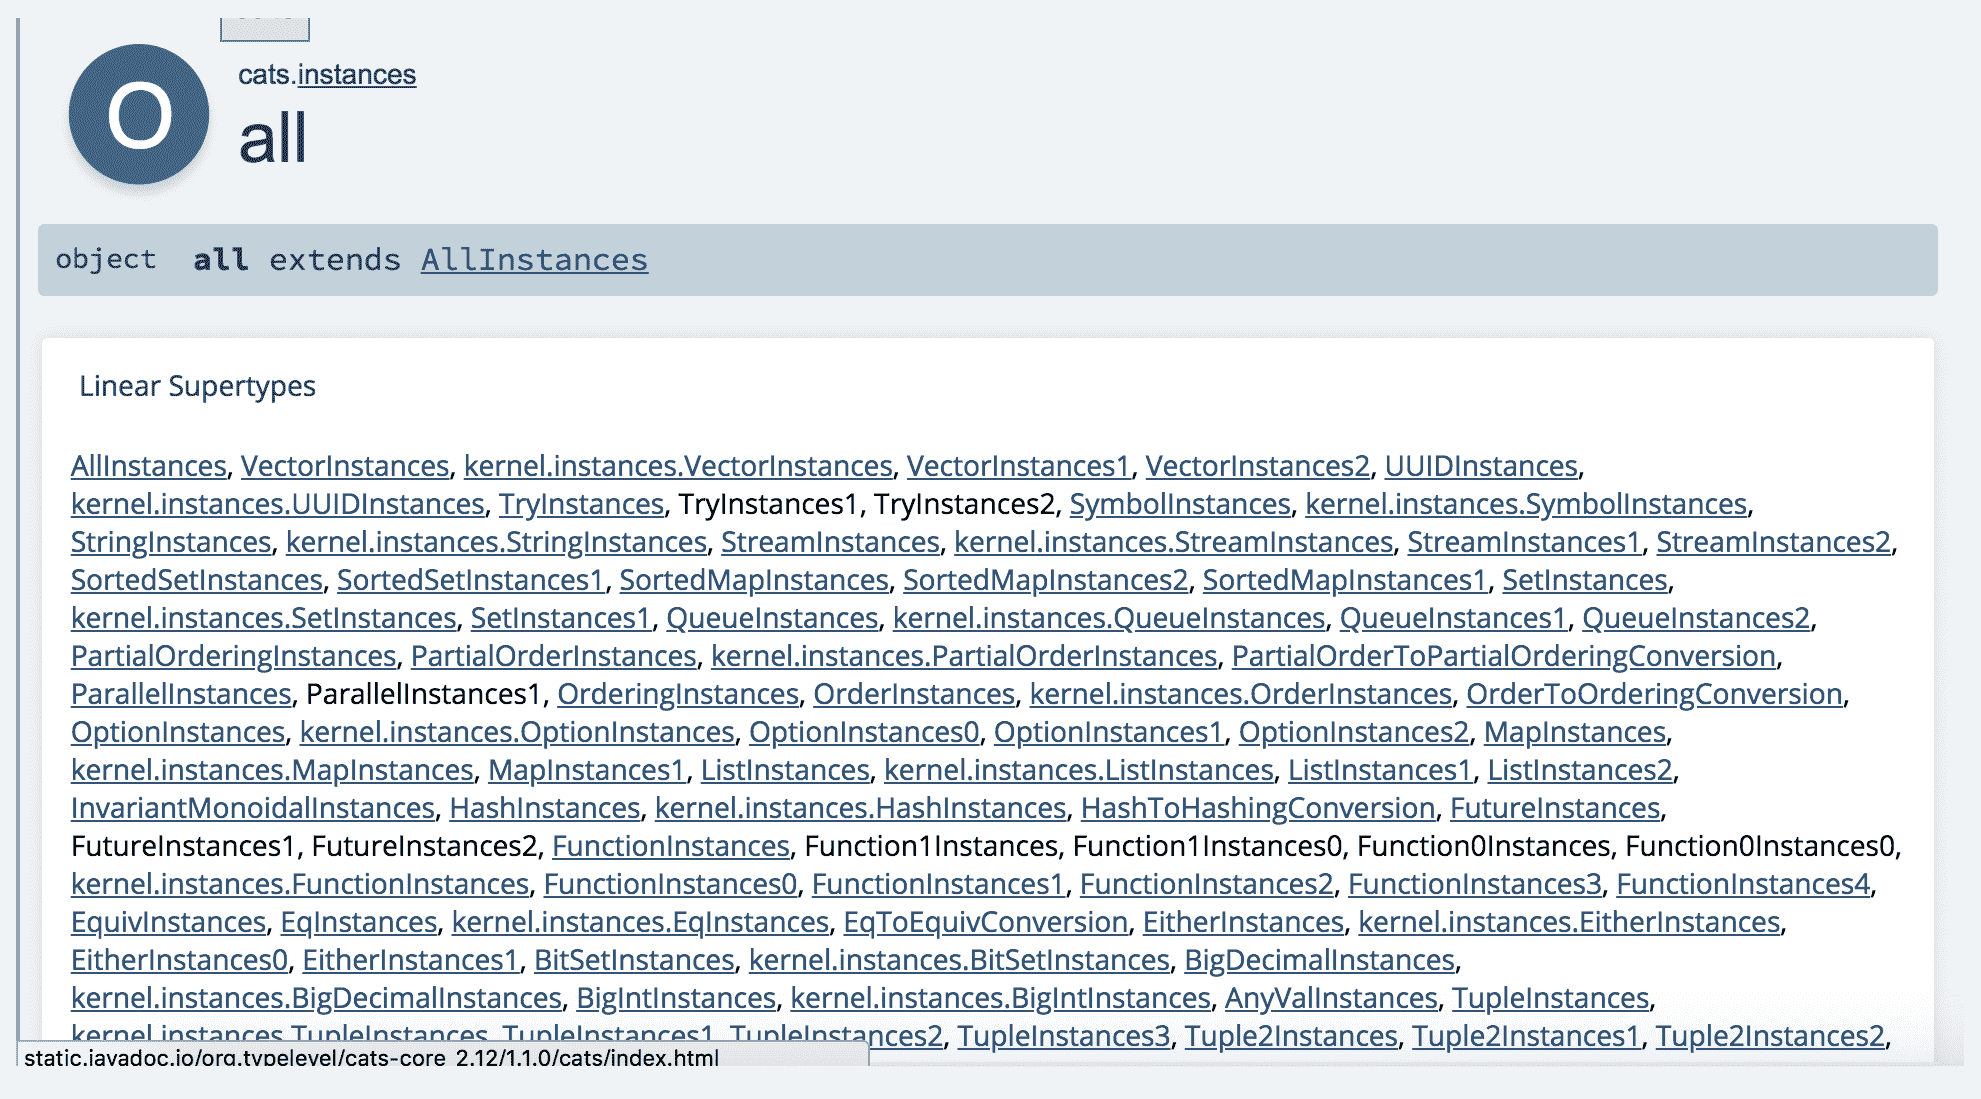 cats.instances
O
all
object all extends AllInstances
Linear Supertypes
AllInstances, VectorInstances, kernel.instances.VectorInstances, VectorInstances1, VectorInstances2, UUIDInstances,
kernel.instances.UUIDInstances, TryInstances, TryInstances1, TryInstances2, SymbolInstances, kernel.instances.SymbolInstances,
StringInstances, kernel.instances.StringInstances, StreamInstances, kernel.instances.StreamInstances, StreamInstances1, StreamInstances2,
SortedSetInstances, SortedSetInstances1, SortedMapInstances, SortedMapInstances2, SortedMapInstances1, SetInstances,
kernel.instances.SetInstances, SetInstances1, QueueInstances, kernel.instances.QueueInstances, QueueInstances1, QueueInstances2,
PartialOrderingInstances, PartialOrderInstances, kernel.instances.PartialOrderInstances, PartialOrderToPartialOrderingConversion,
ParallelInstances, ParallelInstances1, OrderingInstances, OrderInstances, kernel.instances.OrderInstances, OrderToOrderingConversion,
OptionInstances, kernel.instances.OptionInstances, OptionInstances0, OptionInstances1, OptionInstances2, MapInstances,
kernel.instances.MapInstances, MapInstances1, ListInstances, kernel.instances.ListInstances, ListInstances1, ListInstances2,
InvariantMonoidalInstances, HashInstances, kernel.instances.HashInstances, HashToHashingConversion, FutureInstances,
FutureInstances1, FutureInstances2, FunctionInstances, Function1Instances, Function1Instances0, Function0Instances, Function0Instances0,
kernel.instances.FunctionInstances, FunctionInstances0, FunctionInstances1, FunctionInstances2, FunctionInstances3, FunctionInstances4,
EquivInstances, EqInstances, kernel.instances.EqInstances, EqToEquivConversion, EitherInstances, kernel.instances.EitherInstances,
EitherInstances0, EitherInstances1, BitSetInstances, kernel.instances.BitSetInstances, BigDecimalInstances,
kernel.instances.BigDecimalInstances, BigIntInstances, kernel.instances.BigIntInstances, AnyValInstances, TupleInstances,
kernel.instances.TupleInstances, TupleInstances1, TupleInstances2, TupleInstances3, Tuple2Instances, Tuple2Instances1, Tuple2Instances2,
static.javadoc.io/org.typelevel/cats-core_2.12/1.1.0/cats/index.html